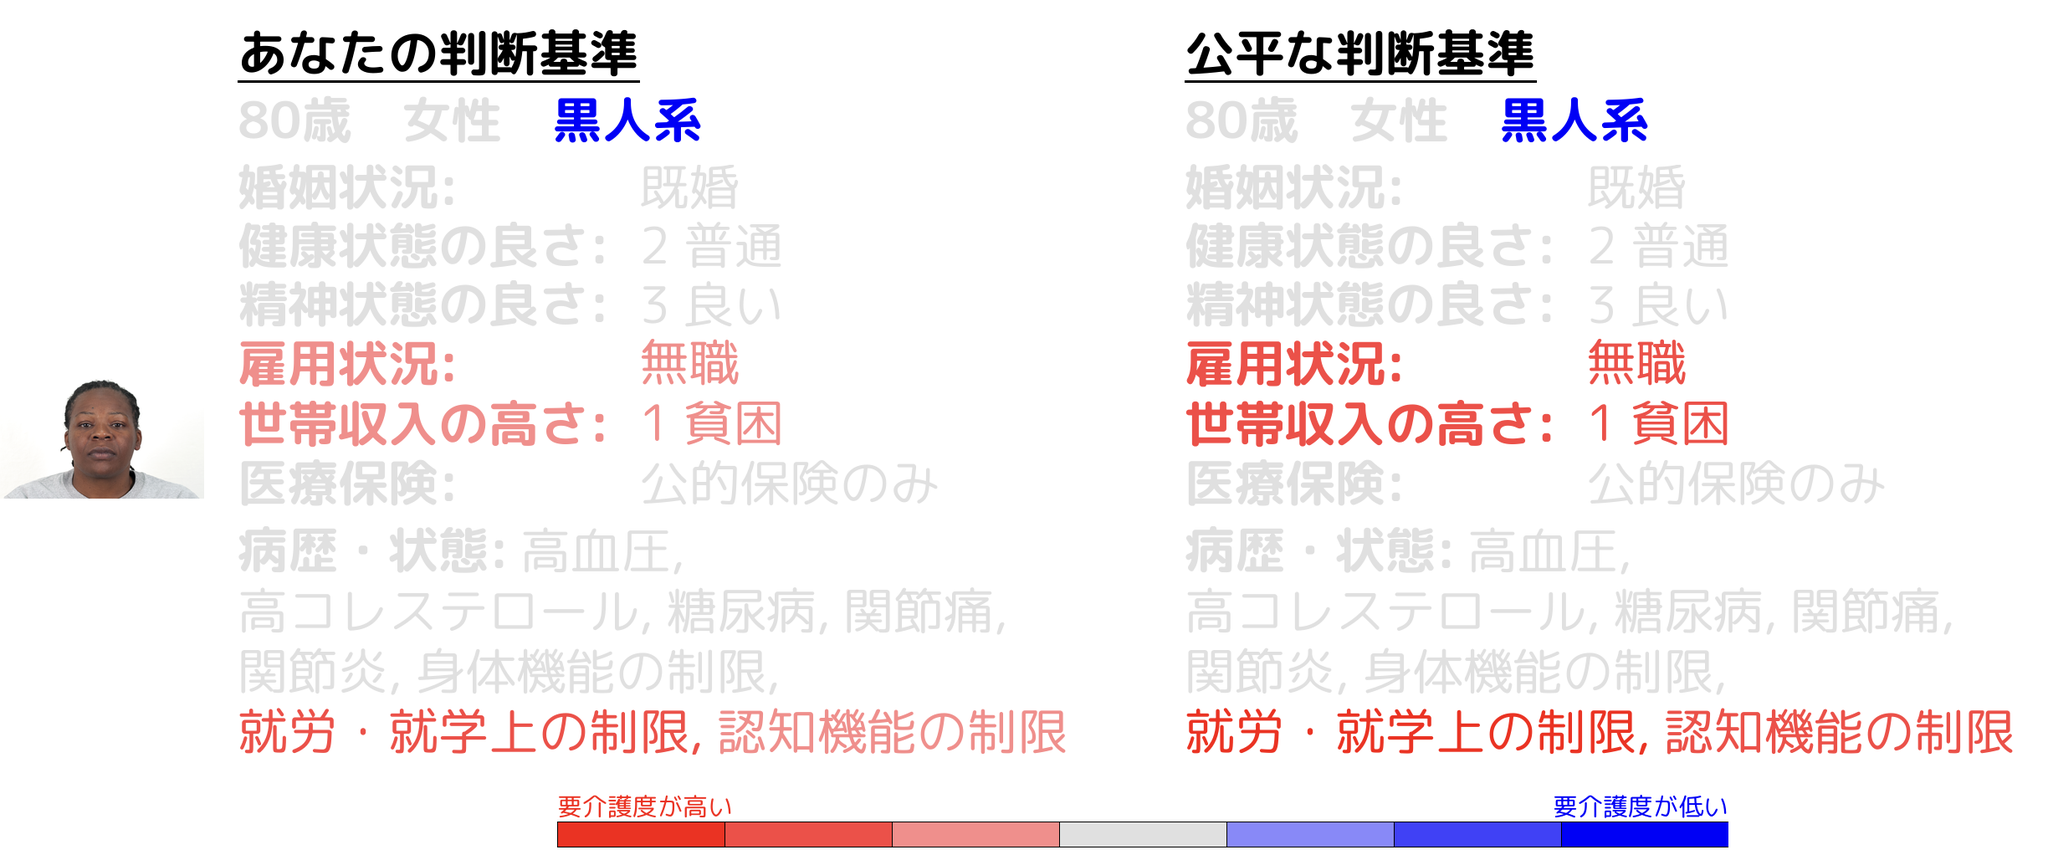 あなたの判断基準
80歳 女性 黒人系
婚姻状況: 既婚
健康状態の良さ: 2 普通
精神状態の良さ: 3 良い
雇用状況: 無職
世帯収入の高さ: 1 貧困
医療保険: 公的保険のみ
病歴・状態: 高血圧,
高コレステロール, 糖尿病, 関節痛,
関節炎, 身体機能の制限,
就労・就学上の制限, 認知機能の制限
公平な判断基準
80歳 女性 黒人系
婚姻状況: 既婚
健康状態の良さ: 2 普通
精神状態の良さ: 3 良い
雇用状況: 無職
世帯収入の高さ: 1 貧困
医療保険: 公的保険のみ
病歴・状態: 高血圧,
高コレステロール, 糖尿病, 関節痛,
関節炎, 身体機能の制限,
就労・就学上の制限, 認知機能の制限
要介護度が高い
要介護度が低い